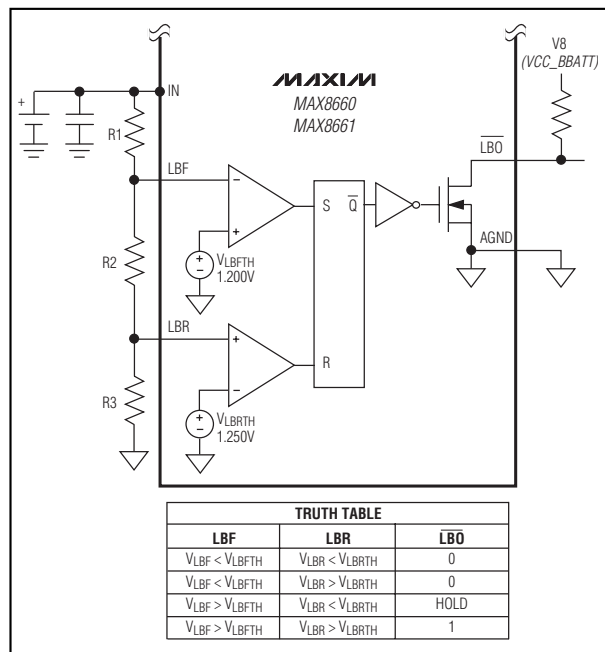 V8
(VCC_BBATT)
IN
MAXIM
MAX8660
MAX8661
+
R1
LBO
LBF
−
S
Q
+
AGND
+
−
VLBFTH
1.200V
R2
LBR
+
R
−
R3
+
−
VLBRTH
1.250V
TRUTH TABLE
LBF LBR LBO
VLBF < VLBFTH VLBR < VLBRTH 0
VLBF < VLBFTH VLBR > VLBRTH 0
VLBF > VLBFTH VLBR < VLBRTH HOLD
VLBF > VLBFTH VLBR > VLBRTH 1